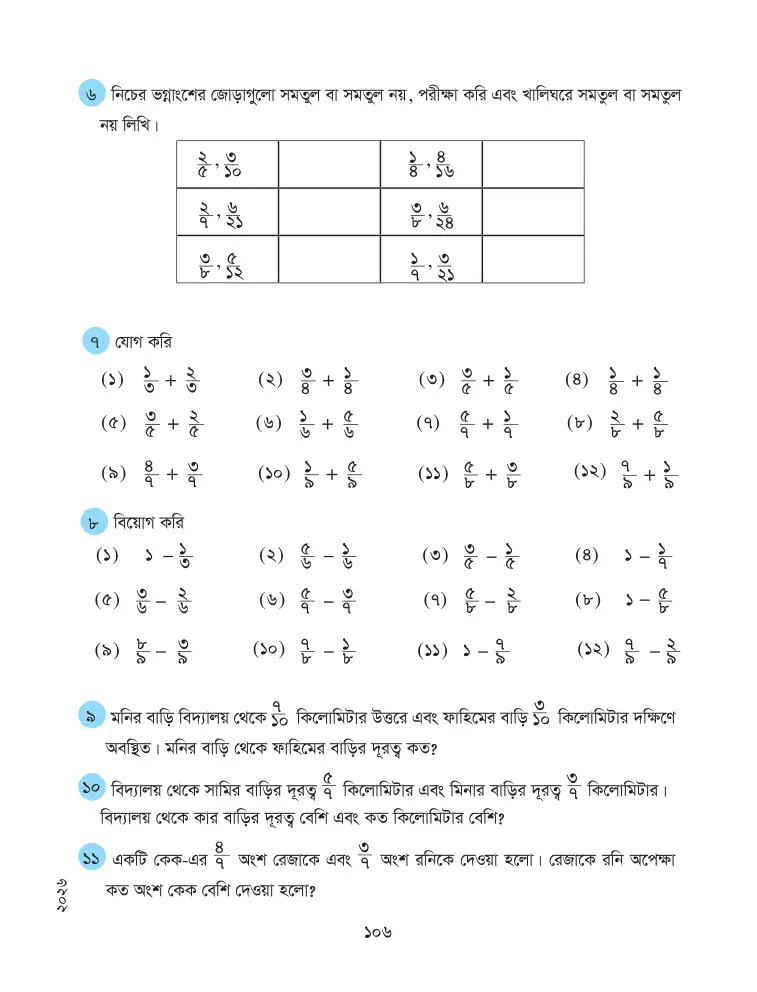 ৬ নিচের ভগ্নাংশের জোড়াগুলো সমতুল বা সমতুল নয়, পরীক্ষা করি এবং খালিঘরে সমতুল বা সমতুল
নয় লিখি।
২/৫ , ৩/১০ ১/৪ , ৪/১৬
২/৭ , ৬/২১ ৩/৮ , ৬/২৪
৩/৮ , ৫/১২ ১/৭ , ৩/২১
৭ যোগ করি
(১) ১/৩ + ২/৩ (২) ৩/৪ + ১/৪ (৩) ৩/৫ + ১/৫ (৪) ১/৪ + ১/৪
(৫) ৩/৫ + ২/৫ (৬) ১/৬ + ৫/৬ (৭) ৫/৭ + ১/৭ (৮) ২/৮ + ৫/৮
(৯) ৪/৭ + ৩/৭ (১০) ১/৯ + ৫/৯ (১১) ৫/৮ + ৩/৮ (১২) ৭/৯ + ১/৯
৮ বিয়োগ করি
(১) ১ – ১/৩ (২) ৫/৬ – ১/৬ (৩) ৩/৫ – ১/৫ (৪) ১ – ১/৭
(৫) ৩/৬ – ২/৬ (৬) ৫/৭ – ৩/৭ (৭) ৫/৮ – ২/৮ (৮) ১ – ৫/৮
(৯) ৮/৯ – ৩/৯ (১০) ৭/৮ – ১/৮ (১১) ১ – ৭/৯ (১২) ৭/৯ – ২/৯
৯ মনির বাড়ি বিদ্যালয় থেকে ৭/১০ কিলোমিটার উত্তরে এবং ফাহিমের বাড়ি ৩/১০ কিলোমিটার দক্ষিণে
অবস্থিত। মনির বাড়ি থেকে ফাহিমের বাড়ির দূরত্ব কত?
১০ বিদ্যালয় থেকে সামির বাড়ির দূরত্ব ৫/৭ কিলোমিটার এবং মিনার বাড়ির দূরত্ব ৩/৭ কিলোমিটার।
বিদ্যালয় থেকে কার বাড়ির দূরত্ব বেশি এবং কত কিলোমিটার বেশি?
১১ একটি কেক-এর ৪/৭ অংশ রেজাকে এবং ৩/৭ অংশ রনিকে দেওয়া হলো। রেজাকে রনি অপেক্ষা
কত অংশ কেক বেশি দেওয়া হলো?
২০২৬
১০৬